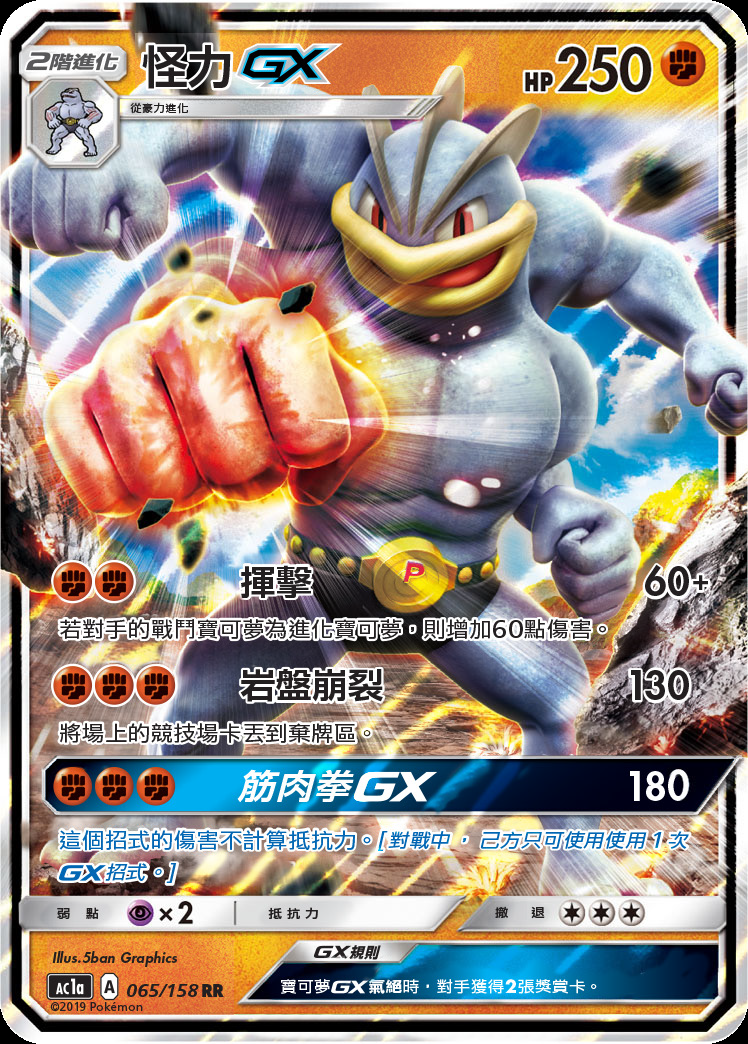 2階進化 怪力GX HP250
從豪力進化
P
揮擊 60+
若對手的戰鬥寶可夢為進化寶可夢，則增加60點傷害。
岩盤崩裂 130
將場上的競技場卡丟到棄牌區。
筋肉拳GX 180
這個招式的傷害不計算抵抗力。[對戰中，己方只可使用使用1次
GX招式。]
弱點 ×2 抵抗力 撤退
Illus.5ban Graphics
GX規則
AC1a A 065/158 RR
寶可夢GX氣絕時，對手獲得2張獎賞卡。
©2019 Pokémon